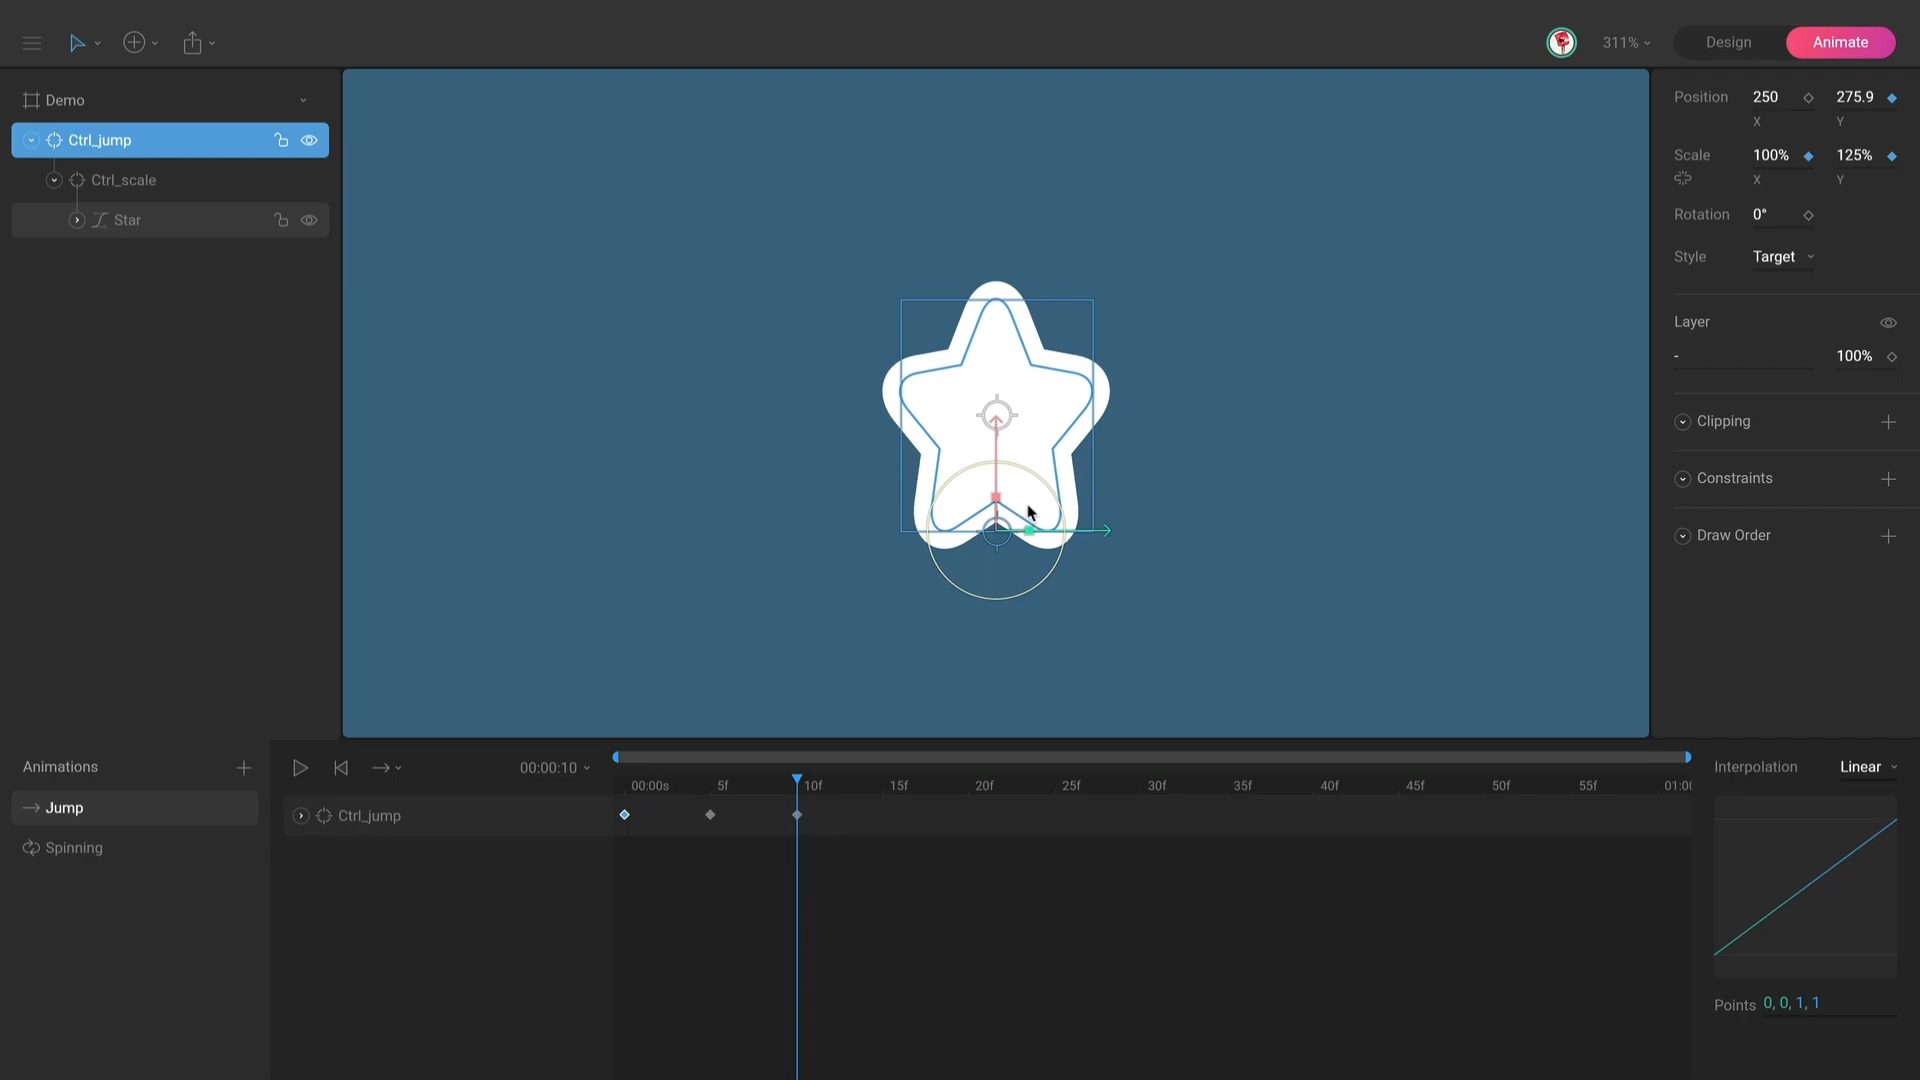 311%
Design
Animate
Demo
Ctrl_jump
Ctrl_scale
Star
Position 250 275.9
X Y
Scale 100% 125%
X Y
Rotation 0°
Style Target
Layer
- 100%
Clipping
Constraints
Draw Order
Animations
Jump
Spinning
00:00:10
00:00s 5f 10f 15f 20f 25f 30f 35f 40f 45f 50f 55f 01:00
Ctrl_jump
Interpolation Linear
Points 0, 0, 1, 1